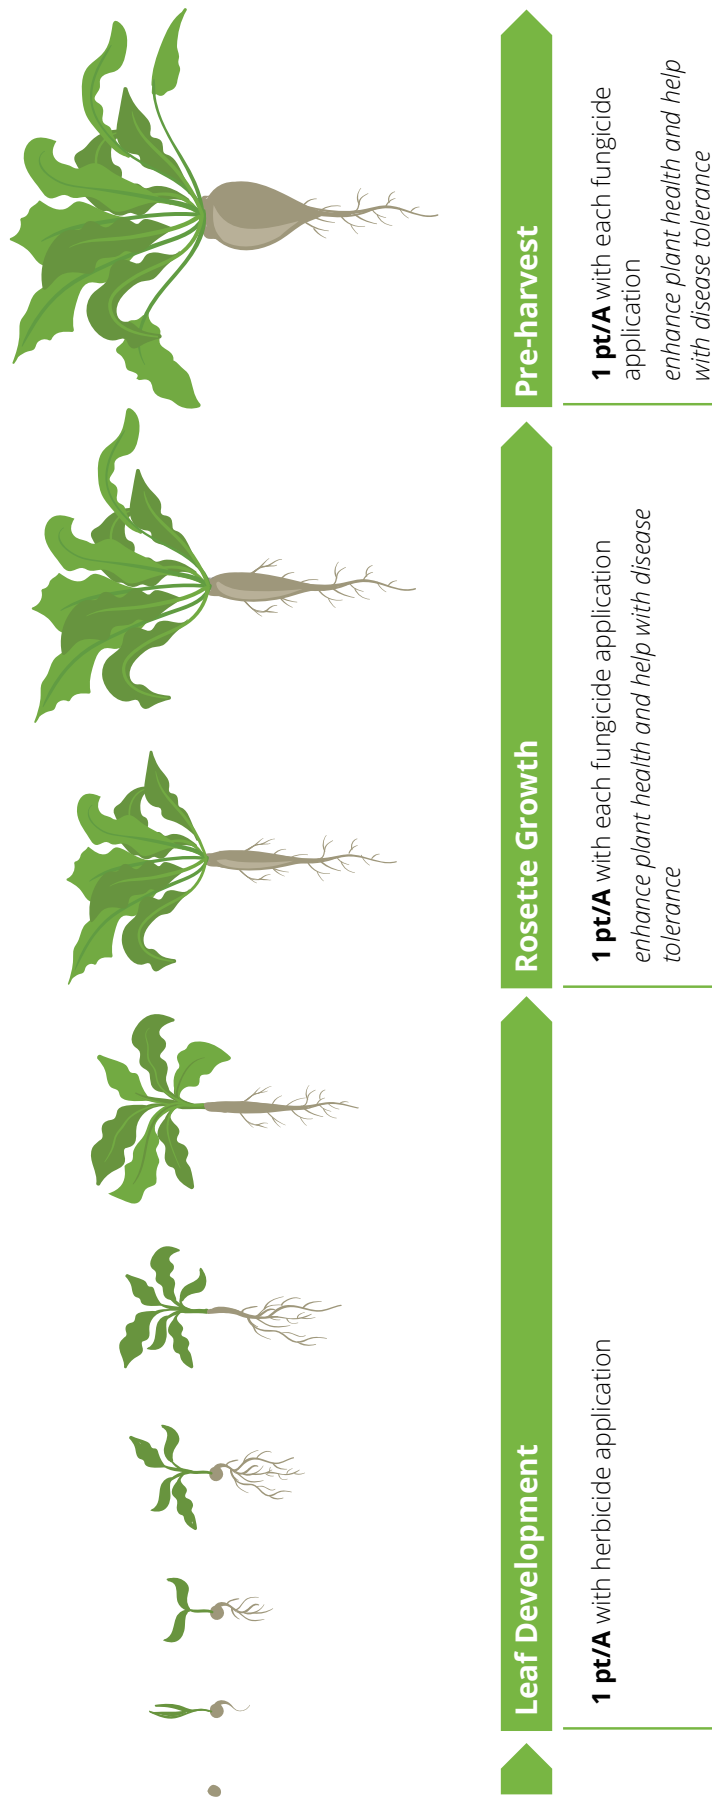 Leaf Development
1 pt/A with herbicide application
Rosette Growth
1 pt/A with each fungicide application
enhance plant health and help with disease
tolerance
Pre-harvest
1 pt/A with each fungicide
application
enhance plant health and help
with disease tolerance